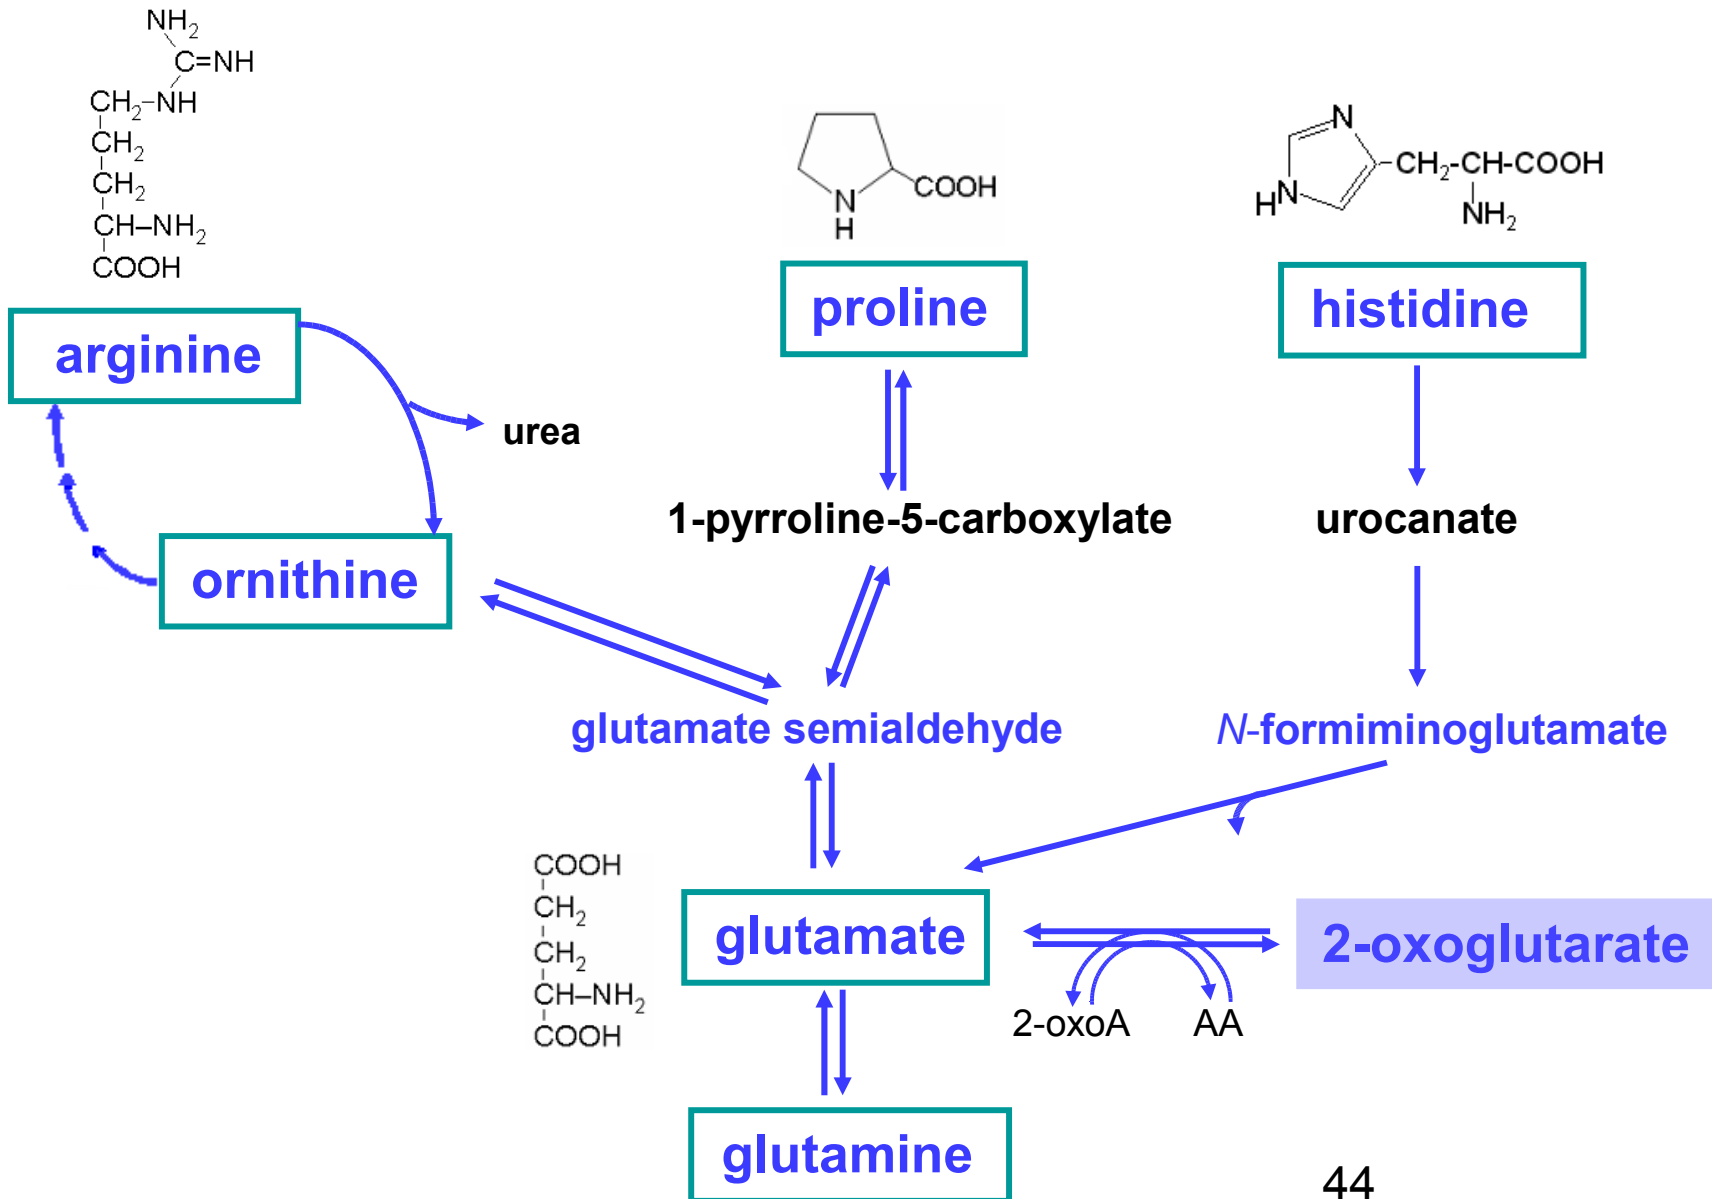 NH2
C=NH
CH2-NH
CH2
CH2
CH-NH2
COOH
arginine
urea
ornithine
N
H
COOH
proline
1-pyrroline-5-carboxylate
glutamate semialdehyde
N
HN
CH2-CH-COOH
NH2
histidine
urocanate
N-formiminoglutamate
COOH
CH2
CH2
CH-NH2
COOH
glutamate
2-oxoglutarate
2-oxoA AA
glutamine
44